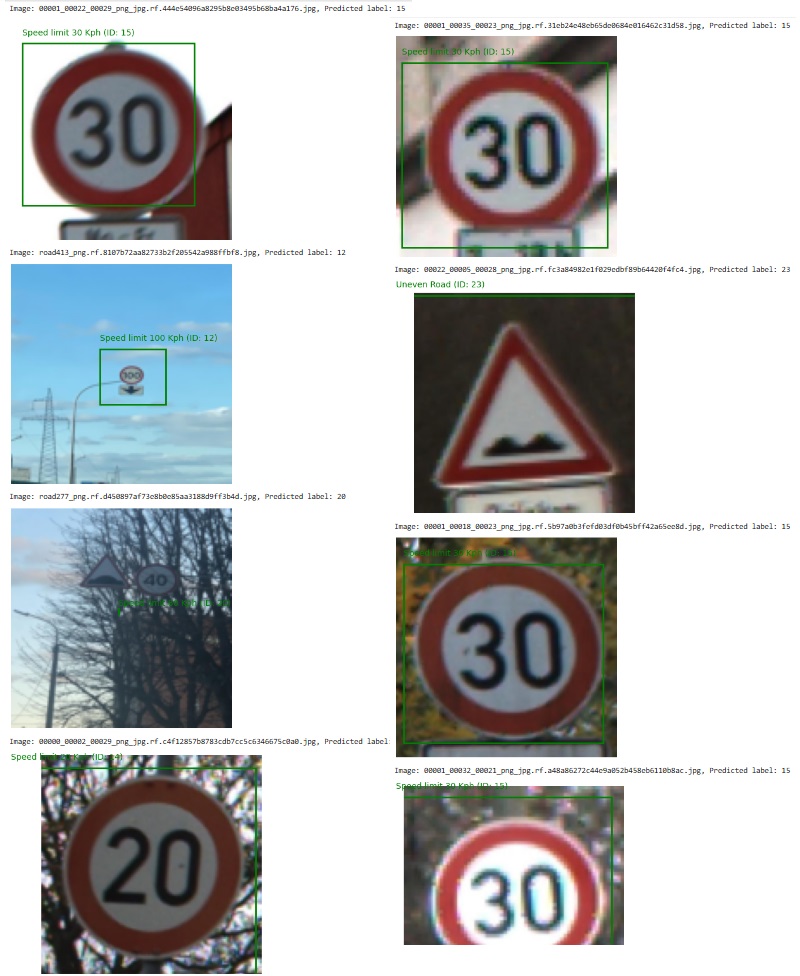 Image: 00001_00022_00029_png_jpg.rf.444e54096a8295b8e03495b68ba4a176.jpg, Predicted label: 15
Speed limit 30 Kph (ID: 15)
30
Image: road413_png.rf.8107b72aa82733b2f205542a988ffbf8.jpg, Predicted label: 12
Speed limit 100 Kph (ID: 12)
100
Image: road277_png.rf.d450897af73e8b0e85aa3188d9ff3b4d.jpg, Predicted label: 20
40
Image: 00000_00002_00029_png_jpg.rf.c4f12857b8783cdb7cc5c6346675c0a0.jpg, Predicted label:
Speed limit Kph (ID:
20
Image: 00001_00035_00023_png_jpg.rf.31eb24e48eb65de0684e016462c31d58.jpg, Predicted label: 15
Speed limit 30 Kph (ID: 15)
30
Image: 00022_00005_00028_png_jpg.rf.fc3a84982e1f029edbf89b64420f4fc4.jpg, Predicted label: 23
Uneven Road (ID: 23)
Image: 00001_00018_00023_png_jpg.rf.5b97a0b3fefd03df0b45bff42a65ee8d.jpg, Predicted label: 15
30
Image: 00001_00032_00021_png_jpg.rf.a48a86272c44e9a052b458eb6110b8ac.jpg, Predicted label: 15
Speed limit 30 Kph (ID: 15)
30